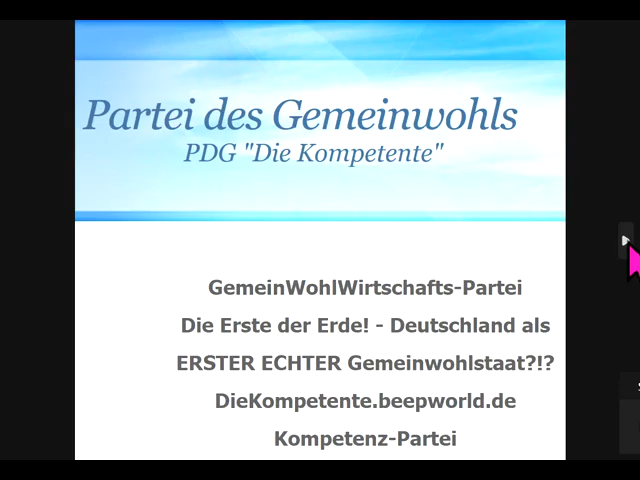 Partei des Gemeinwohls
PDG "Die Kompetente"
GemeinWohlWirtschafts-Partei
Die Erste der Erde! - Deutschland als
ERSTER ECHTER Gemeinwohlstaat?!?
DieKompetente.beepworld.de
Kompetenz-Partei